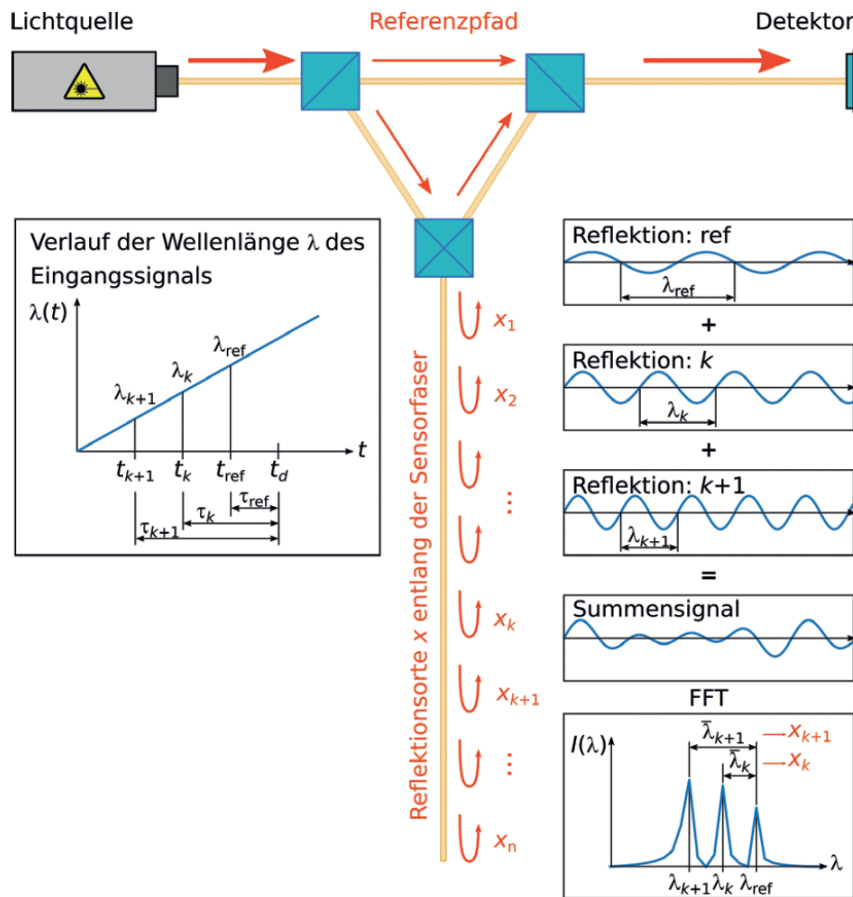 Lichtquelle
Referenzpfad
Detektor
Verlauf der Wellenlänge λ des
Eingangssignals
λ(t)
λk+1
λk
λref
t
tk+1
tk
tref
td
τref
τk
τk+1
Reflektionsorte x entlang der Sensorfaser
x1
x2
...
xk
xk+1
...
xn
Reflektion: ref
λref
+
Reflektion: k
λk
+
Reflektion: k+1
λk+1
=
Summensignal
FFT
I(λ)
λ̄k+1
xk+1
λ̄k
xk
λ
λk+1
λk
λref